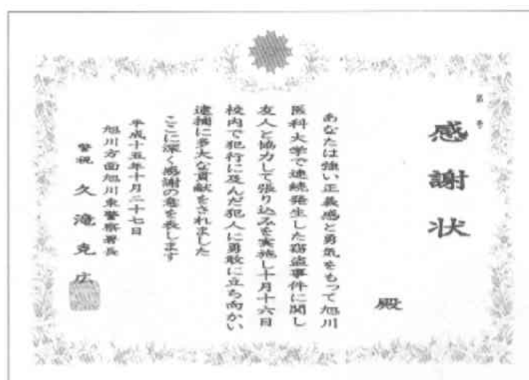 第　号
感謝状
殿
あなたは強い正義感と勇気をもって旭川
医科大学で連続発生した窃盗事件に関し
友人と協力して張り込みを実施し十月十六日
校内で犯行に及んだ犯人に勇敢に立ち向かい
逮捕に多大な貢献をされました
ここに深く感謝の意を表します
平成十五年十月二十七日
旭川方面旭川東警察署長
警視 久滝克広